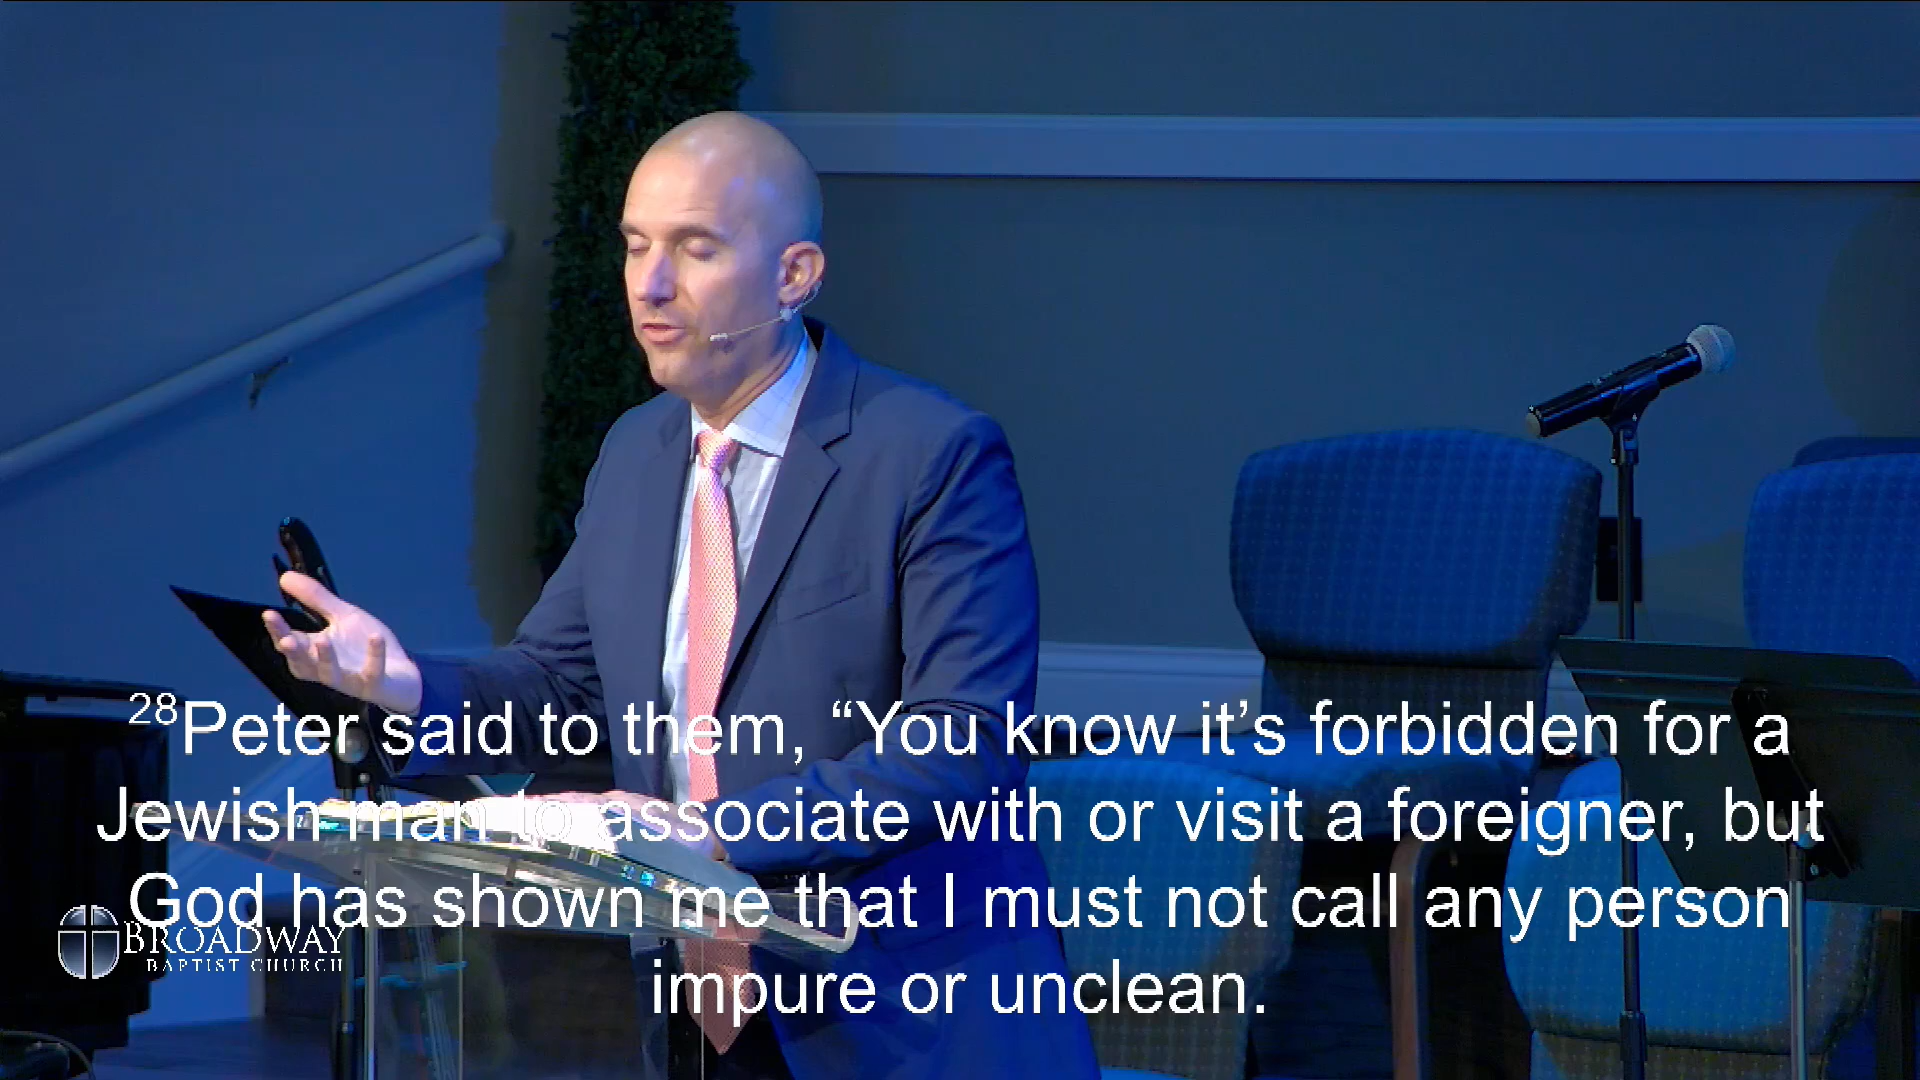 ²⁸Peter said to them, “You know it’s forbidden for a
Jewish man to associate with or visit a foreigner, but
God has shown me that I must not call any person
impure or unclean.
BROADWAY
BAPTIST CHURCH